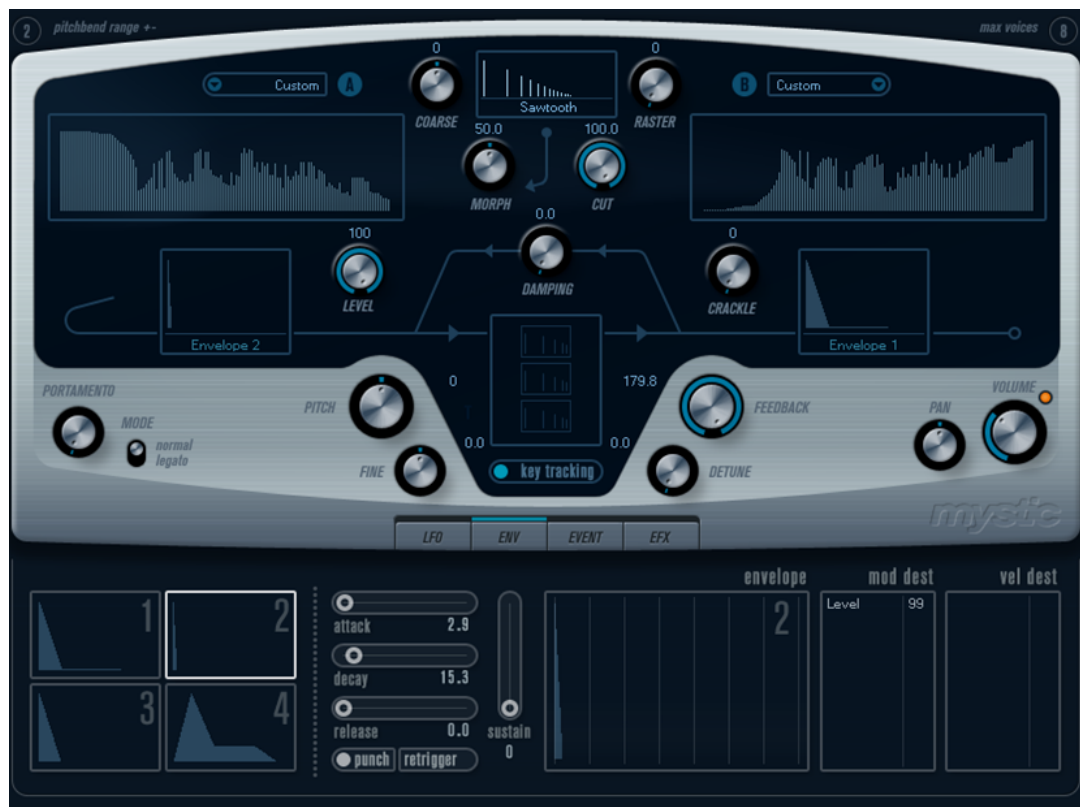 2 pitchbend range +-
max voices 8
0
0
Custom A
B Custom
Sawtooth
COARSE
RASTER
50.0
100.0
MORPH
CUT
0.0
100
0
DAMPING
LEVEL
CRACKLE
Envelope 2
Envelope 1
PORTAMENTO
0
179.8
VOLUME
PITCH
FEEDBACK
PAN
MODE
normal
legato
0.0
0.0
FINE
key tracking
DETUNE
mystic
LFO ENV EVENT EFX
envelope
mod dest
vel dest
1
2
attack 2.9
2
Level 99
decay 15.3
3
4
release 0.0
sustain
0
punch retrigger